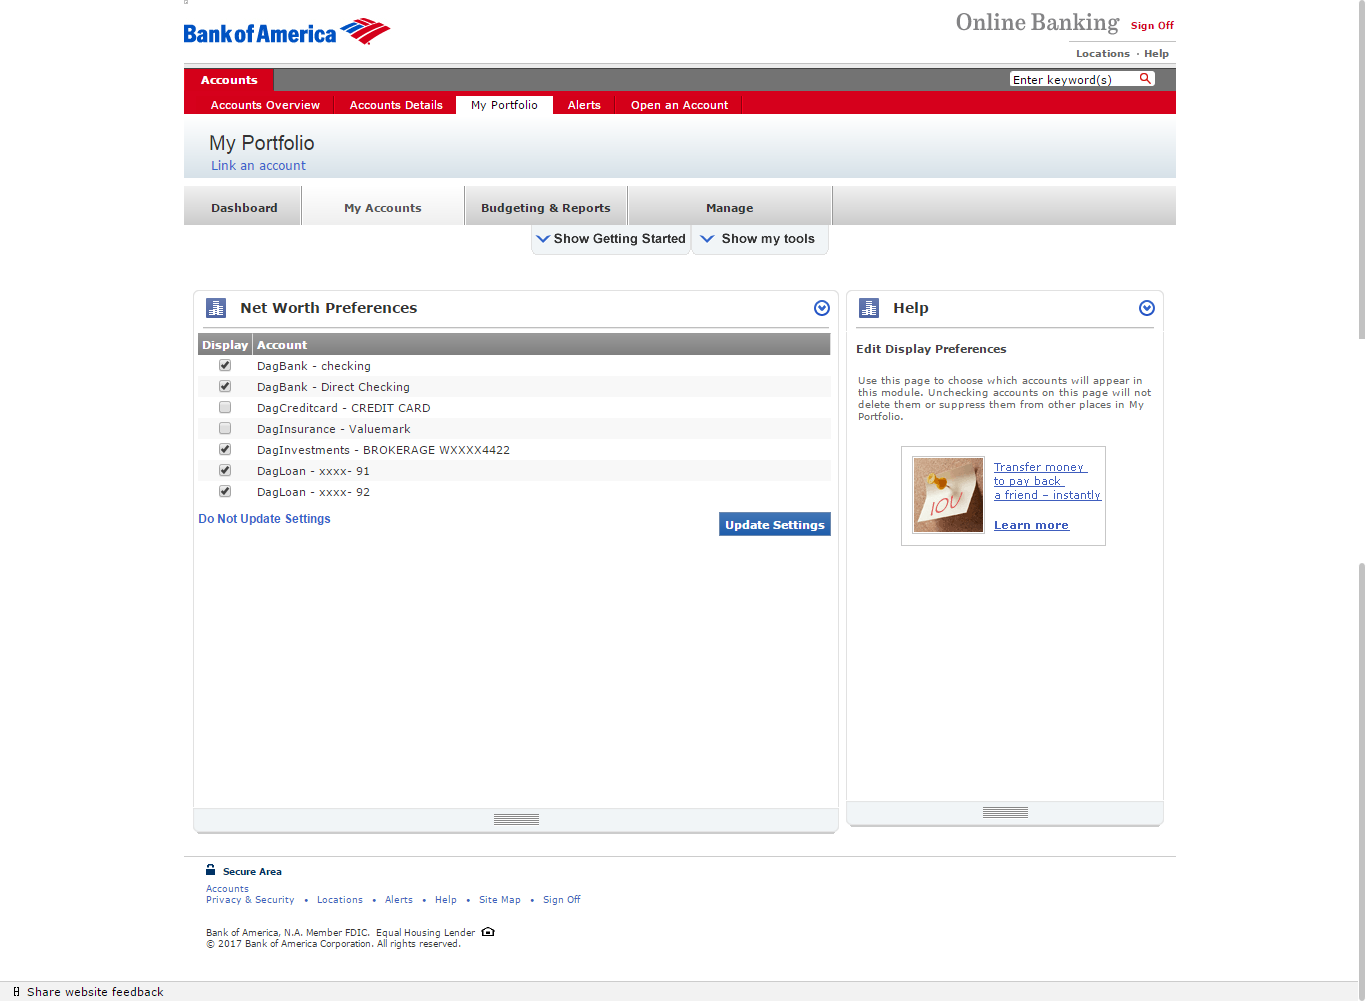 Bank of America
Online Banking
Sign Off
Locations · Help
Accounts
Enter keyword(s)
Accounts Overview
Accounts Details
My Portfolio
Alerts
Open an Account
My Portfolio
Link an account
Dashboard
My Accounts
Budgeting & Reports
Manage
Show Getting Started
Show my tools
Net Worth Preferences
Display Account
DagBank - checking
DagBank - Direct Checking
DagCreditcard - CREDIT CARD
DagInsurance - Valuemark
DagInvestments - BROKERAGE WXXXX4422
DagLoan - xxxx- 91
DagLoan - xxxx- 92
Do Not Update Settings
Update Settings
Help
Edit Display Preferences
Use this page to choose which accounts will appear in
this module. Unchecking accounts on this page will not
delete them or suppress them from other places in My
Portfolio.
IOU
Transfer money
to pay back
a friend – instantly
Learn more
Secure Area
Accounts
Privacy & Security • Locations • Alerts • Help • Site Map • Sign Off
Bank of America, N.A. Member FDIC. Equal Housing Lender
© 2017 Bank of America Corporation. All rights reserved.
Share website feedback